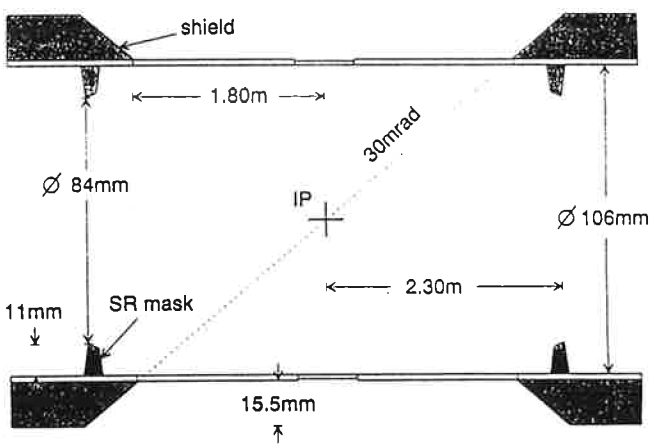 shield
1.80m
30mrad
Ø 84mm
IP
Ø 106mm
2.30m
11mm
SR mask
15.5mm